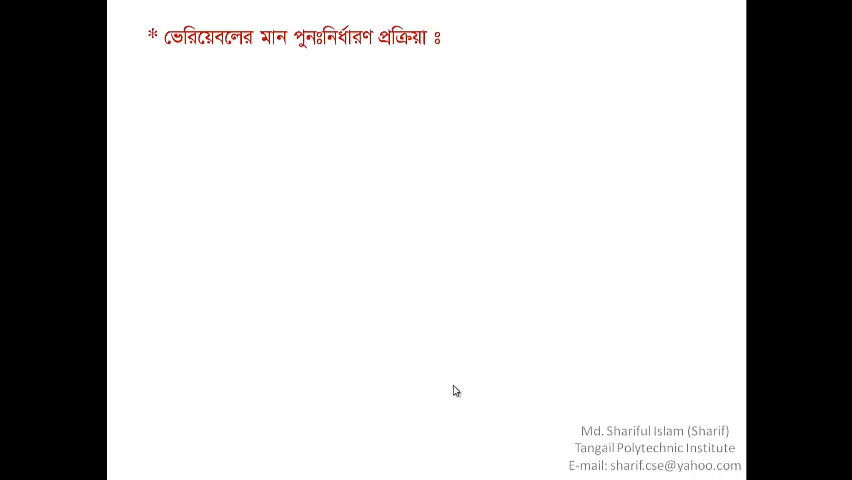 * ভেরিয়েবলের মান পুনঃনির্ধারণ প্রক্রিয়া ঃ
Md. Shariful Islam (Sharif)
Tangail Polytechnic Institute
E-mail: sharif.cse@yahoo.com